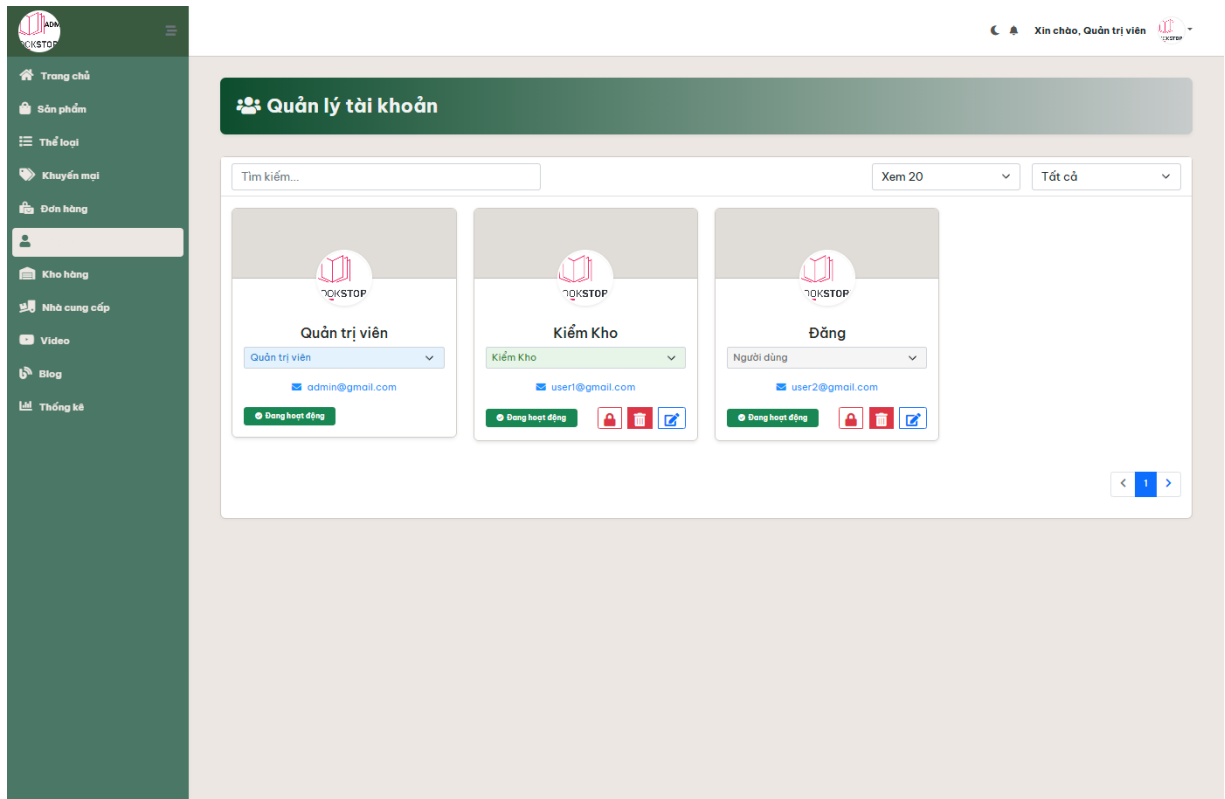 ADM
OKSTOP
Xin chào, Quản trị viên
Trang chủ
Sản phẩm
Thể loại
Khuyến mại
Đơn hàng
Kho hàng
Nhà cung cấp
Video
Blog
Thống kê
Quản lý tài khoản
Tìm kiếm...
Xem 20
Tất cả
OOKSTOP
Quản trị viên
Quản trị viên
admin@gmail.com
Đang hoạt động
OOKSTOP
Kiểm Kho
Kiểm Kho
user1@gmail.com
Đang hoạt động
OOKSTOP
Đăng
Người dùng
user2@gmail.com
Đang hoạt động
1